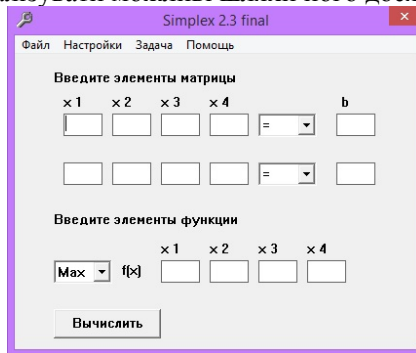 Simplex 2.3 final
Файл Настройки Задача Помощь
Введите элементы матрицы
x 1 x 2 x 3 x 4 b
=
=
Введите элементы функции
x 1 x 2 x 3 x 4
Max f(x)
Вычислить